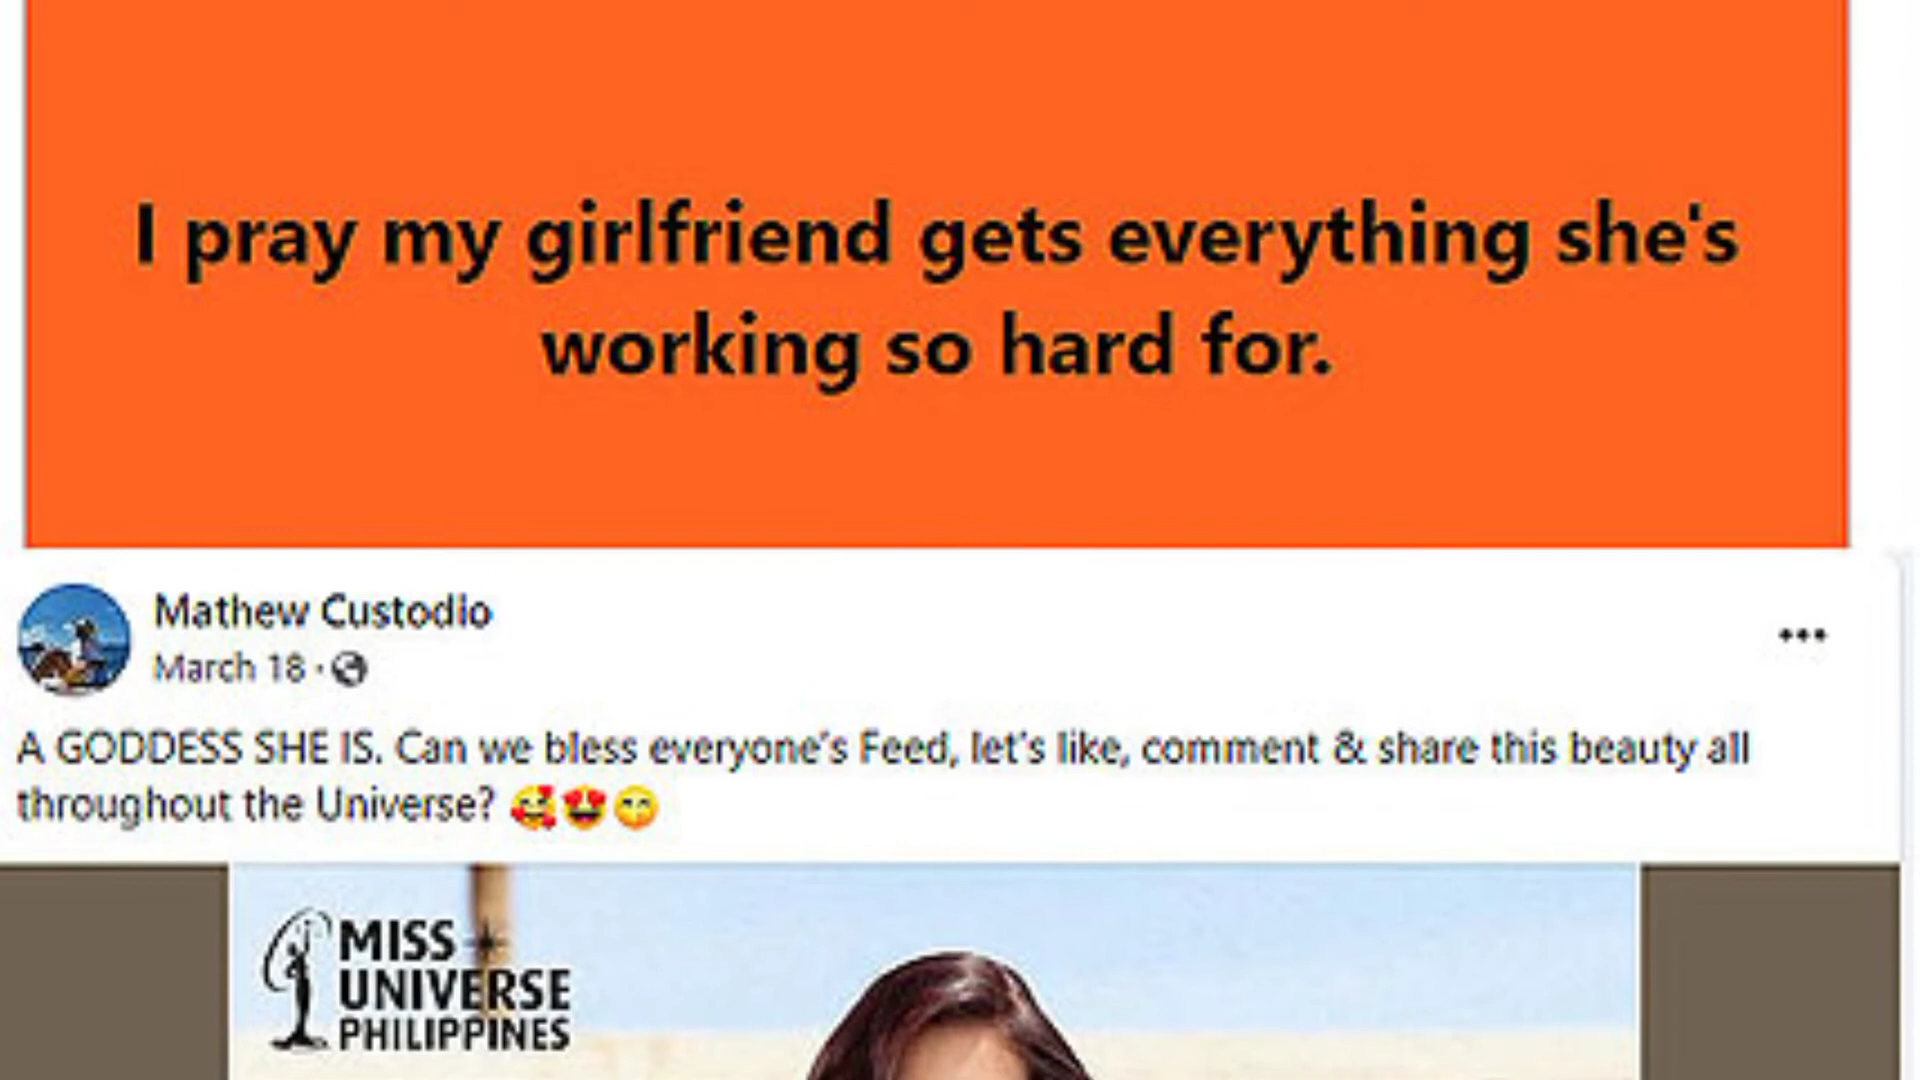 I pray my girlfriend gets everything she's
working so hard for.
Mathew Custodio
March 18 ·
A GODDESS SHE IS. Can we bless everyone's Feed, let's like, comment & share this beauty all
throughout the Universe? 🥰😍😋
MISS
UNIVERSE
PHILIPPINES